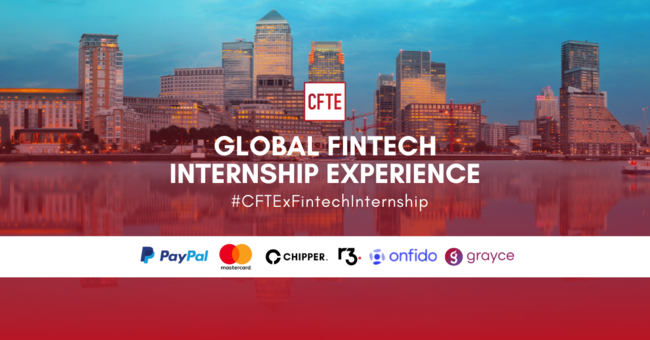 CFTE
GLOBAL FINTECH
INTERNSHIP EXPERIENCE
#CFTExFintechInternship
PayPal mastercard. CHIPPER. r3. onfido grayce